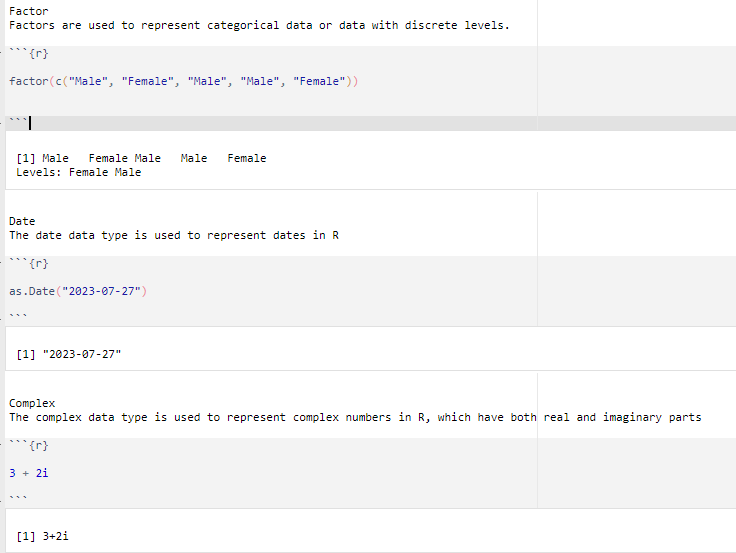 Factor
Factors are used to represent categorical data or data with discrete levels.
```{r}
factor(c("Male", "Female", "Male", "Male", "Female"))
```
[1] Male   Female Male   Male   Female
Levels: Female Male
Date
The date data type is used to represent dates in R
```{r}
as.Date("2023-07-27")
```
[1] "2023-07-27"
Complex
The complex data type is used to represent complex numbers in R, which have both real and imaginary parts
```{r}
3 + 2i
```
[1] 3+2i